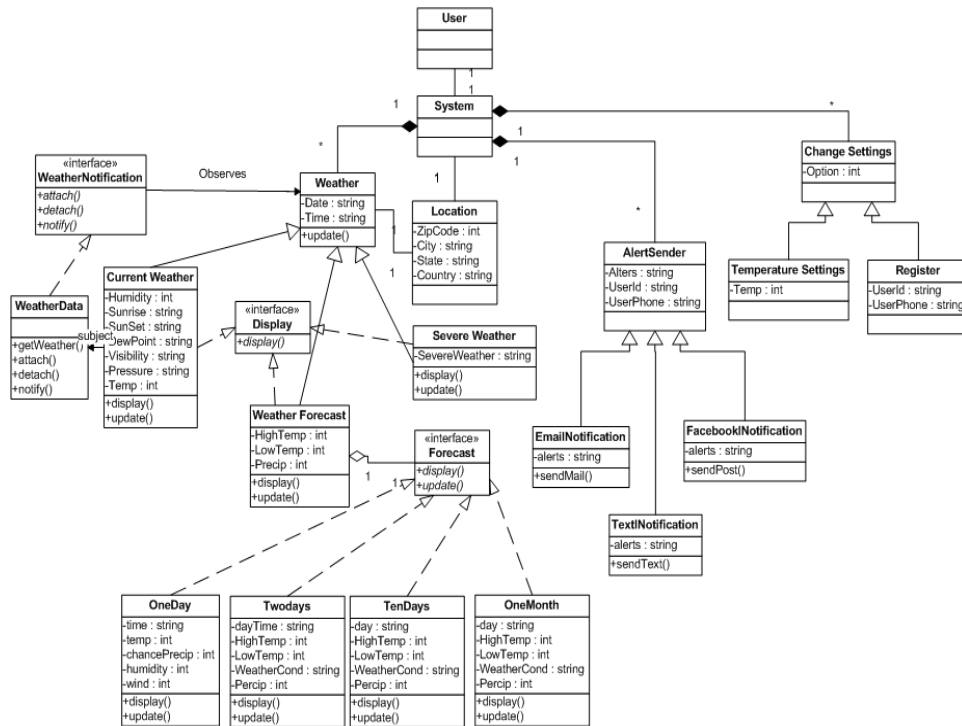 User
1
1
System
1
*
1
1
*
*
1
1
«interface»
WeatherNotification
+attach()
+detach()
+notify()
Observes
Weather
-Date : string
-Time : string
+update()
1
1
Location
-ZipCode : int
-City : string
-State : string
-Country : string
Change Settings
-Option : int
AlertSender
-Alters : string
-UserId : string
-UserPhone : string
Temperature Settings
-Temp : int
Register
-UserId : string
-UserPhone : string
WeatherData
+getWeather()
+attach()
+detach()
+notify()
subject
Current Weather
-Humidity : int
-Sunrise : string
-SunSet : string
-DewPoint : string
-Visibility : string
-Pressure : string
-Temp : int
+display()
+update()
«interface»
Display
+display()
Severe Weather
-SevereWeather : string
+display()
+update()
Weather Forecast
-HighTemp : int
-LowTemp : int
-Precip : int
+display()
+update()
1
1
«interface»
Forecast
+display()
+update()
EmailNotification
-alerts : string
+sendMail()
FacebooklNotification
-alerts : string
+sendPost()
TextlNotification
-alerts : string
+sendText()
OneDay
-time : string
-temp : int
-chancePrecip : int
-humidity : int
-wind : int
+display()
+update()
Twodays
-dayTime : string
-HighTemp : int
-LowTemp : int
-WeatherCond : string
-Percip : int
+display()
+update()
TenDays
-day : string
-HighTemp : int
-LowTemp : int
-WeatherCond : string
-Percip : int
+display()
+update()
OneMonth
-day : string
-HighTemp : int
-LowTemp : int
-WeatherCond : string
-Percip : int
+display()
+update()